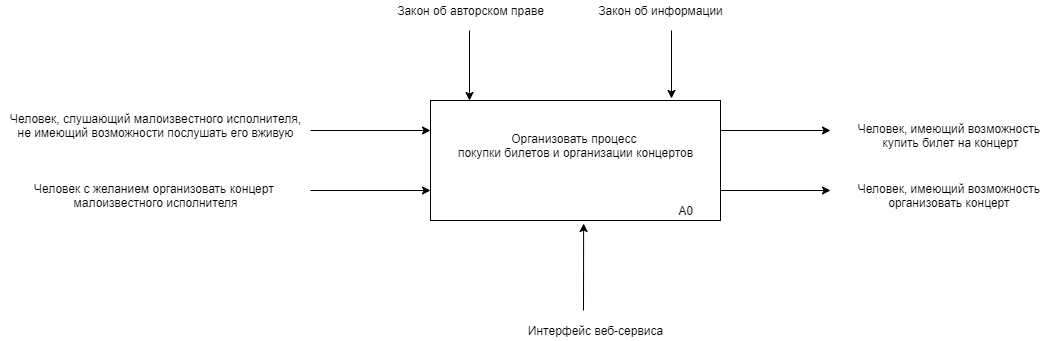 Закон об авторском праве
Закон об информации
Человек, слушающий малоизвестного исполнителя,
не имеющий возможности послушать его вживую
Организовать процесс
покупки билетов и организации концертов
Человек, имеющий возможность
купить билет на концерт
Человек с желанием организовать концерт
малоизвестного исполнителя
Человек, имеющий возможность
организовать концерт
A0
Интерфейс веб-сервиса